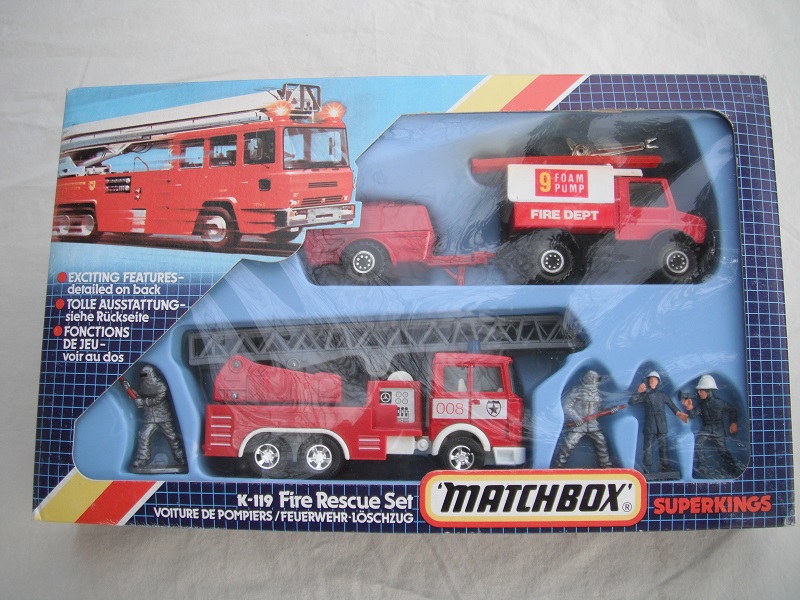 ● EXCITING FEATURES–
detailed on back
● TOLLE AUSSTATTUNG–
siehe Rückseite
● FONCTIONS
DE JEU–
voir au dos
9 FOAM
PUMP
FIRE DEPT
008
K-119 Fire Rescue Set
VOITURE DE POMPIERS/FEUERWEHR-LÖSCHZUG
'MATCHBOX'®
SUPERKINGS